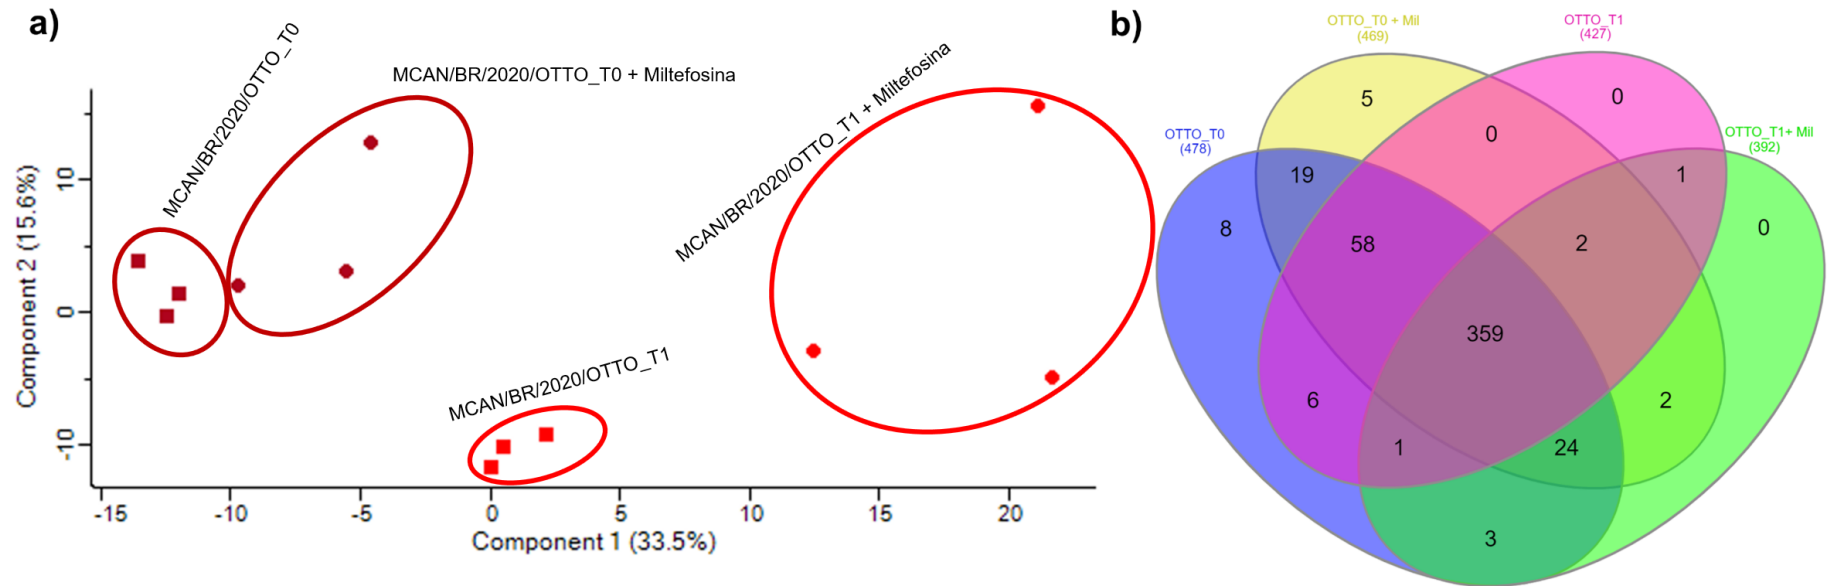 a)
MCAN/BR/2020/OTTO_T0
MCAN/BR/2020/OTTO_T0 + Miltefosina
MCAN/BR/2020/OTTO_T1 + Miltefosina
MCAN/BR/2020/OTTO_T1
Component 2 (15.6%)
10
0
-10
-15
-10
-5
0
5
10
15
20
Component 1 (33.5%)
b)
OTTO_T0 + Mil
(469)
OTTO_T1
(427)
OTTO_T0
(478)
OTTO_T1+ Mil
(392)
5
0
0
19
1
8
58
2
0
359
6
2
1
24
3